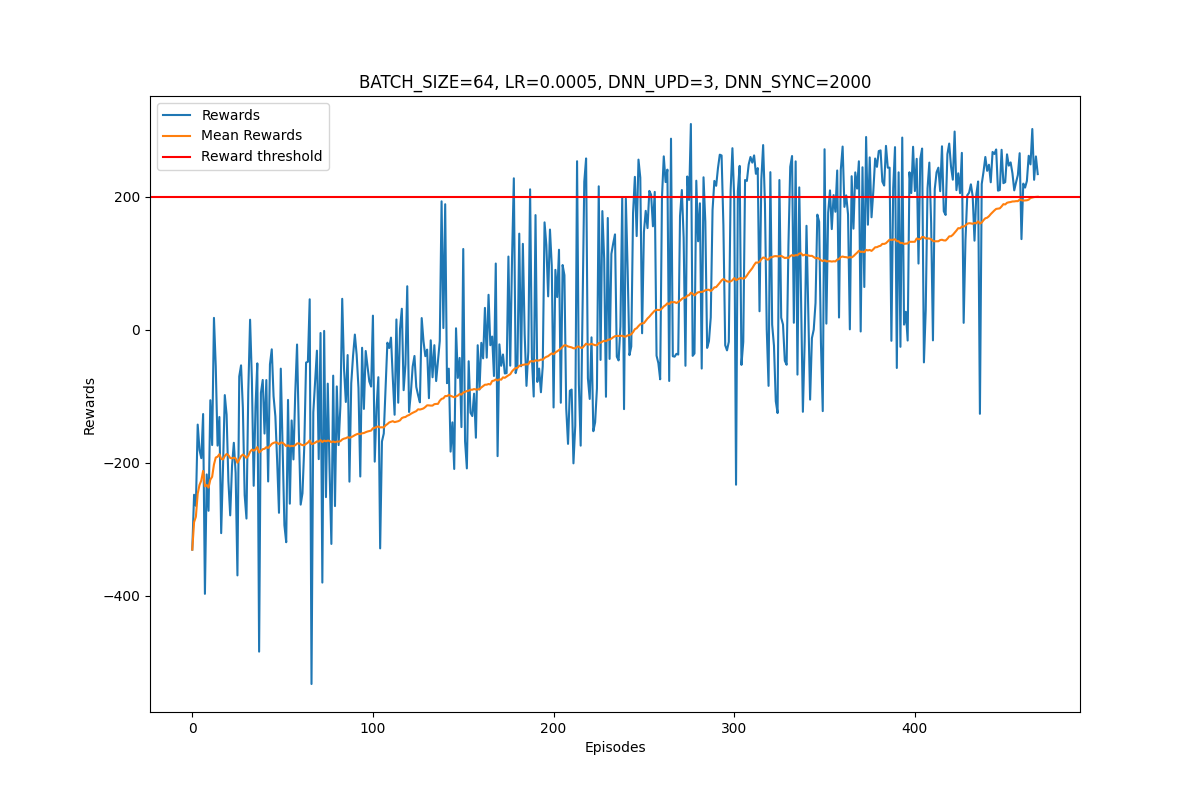 BATCH_SIZE=64, LR=0.0005, DNN_UPD=3, DNN_SYNC=2000
Rewards
Mean Rewards
Reward threshold
200
0
−200
−400
Rewards
0
100
200
300
400
Episodes